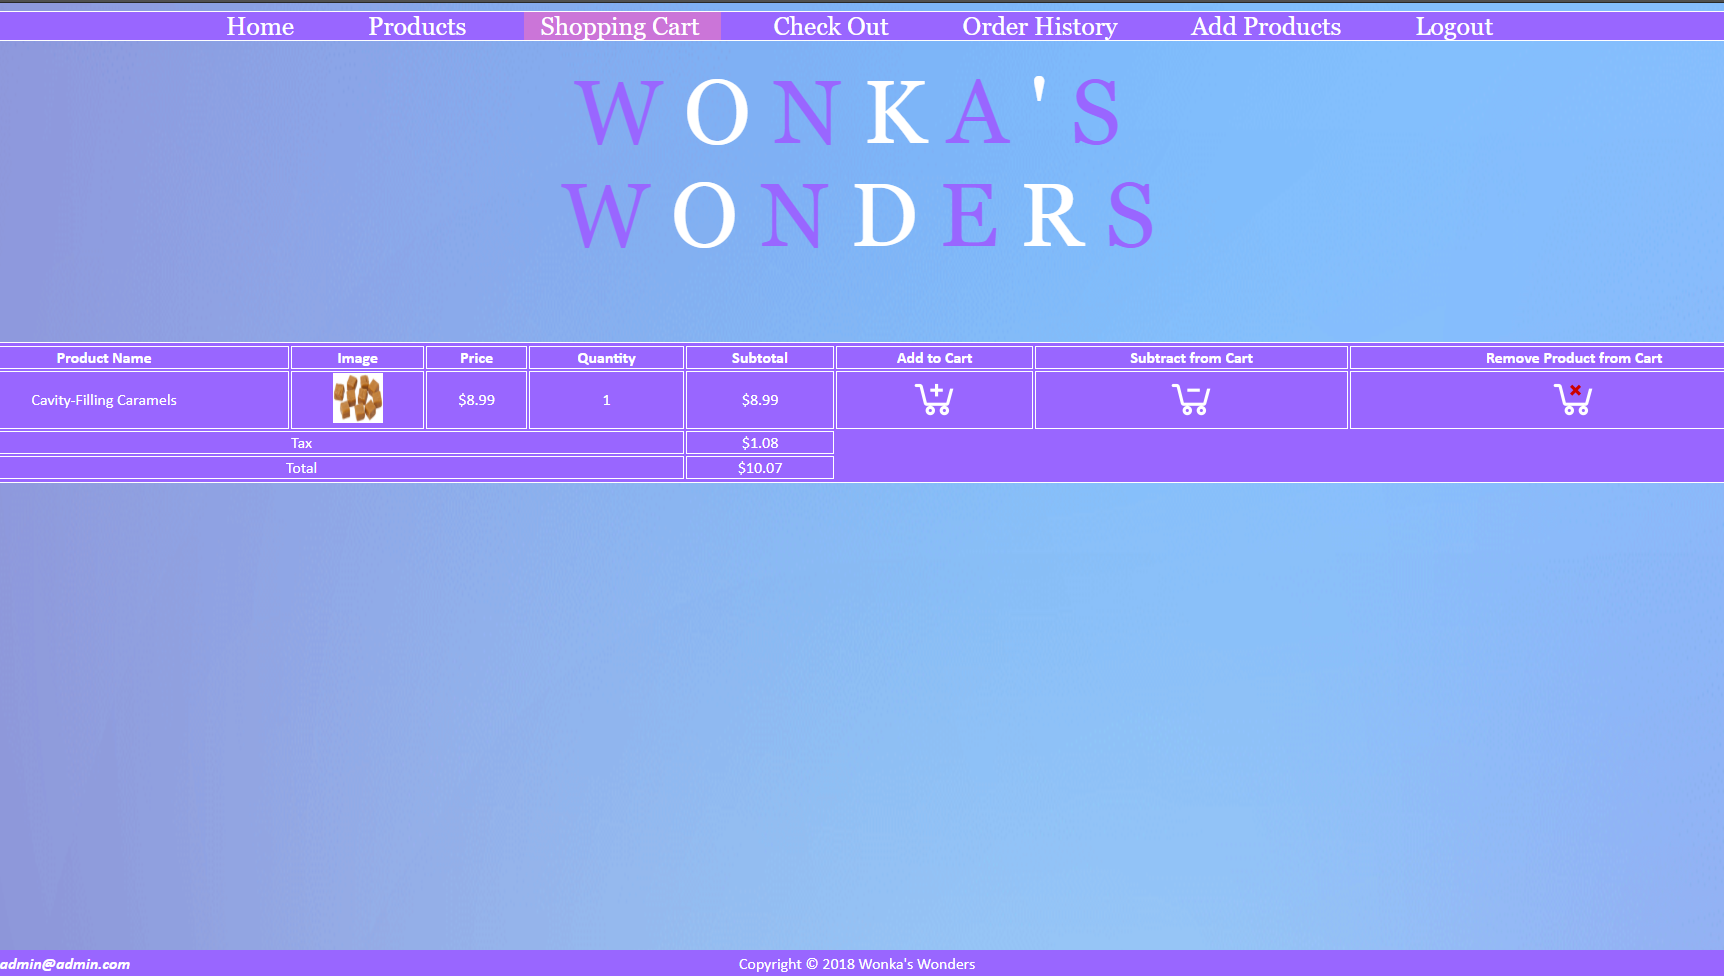 Home Products Shopping Cart Check Out Order History Add Products Logout
WONKA'S
WONDERS
Product Name Image Price Quantity Subtotal Add to Cart Subtract from Cart Remove Product from Cart
Cavity-Filling Caramels $8.99 1 $8.99
Tax $1.08
Total $10.07
admin@admin.com Copyright © 2018 Wonka's Wonders